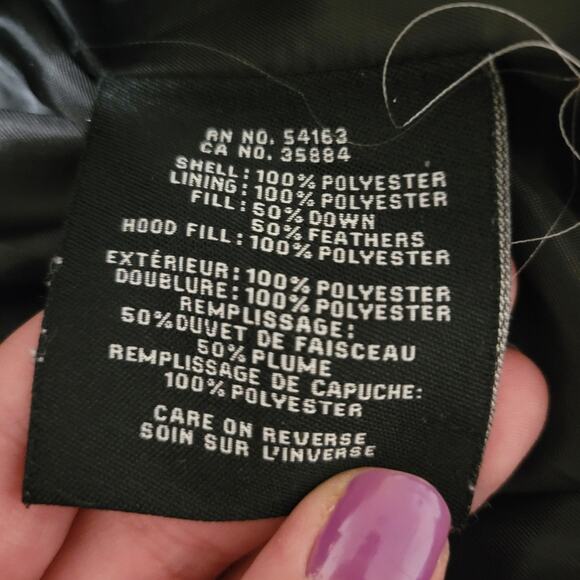 RN NO. 54163
CA NO. 35884
SHELL: 100% POLYESTER
LINING: 100% POLYESTER
FILL: 50% DOWN
50% FEATHERS
HOOD FILL: 100% POLYESTER
EXTÉRIEUR: 100% POLYESTER
DOUBLURE: 100% POLYESTER
REMPLISSAGE:
50% DUVET DE FAISCEAU
50% PLUME
REMPLISSAGE DE CAPUCHE:
100% POLYESTER
CARE ON REVERSE
SOIN SUR L'INVERSE